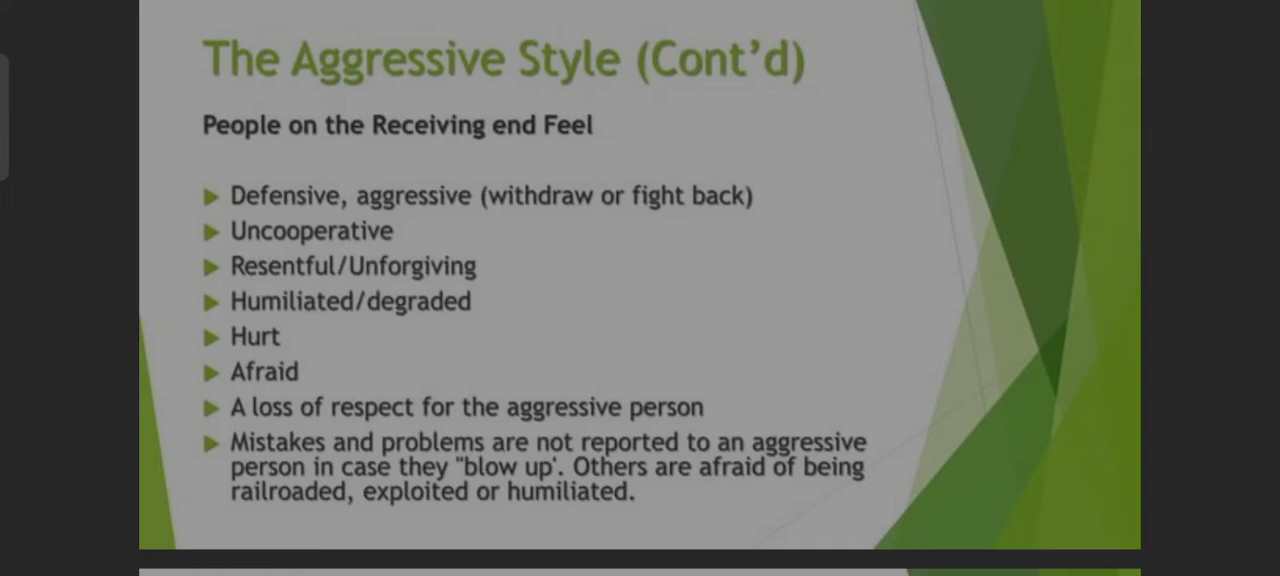 The Aggressive Style (Cont’d)
People on the Receiving end Feel
Defensive, aggressive (withdraw or fight back)
Uncooperative
Resentful/Unforgiving
Humiliated/degraded
Hurt
Afraid
A loss of respect for the aggressive person
Mistakes and problems are not reported to an aggressive
person in case they "blow up'. Others are afraid of being
railroaded, exploited or humiliated.